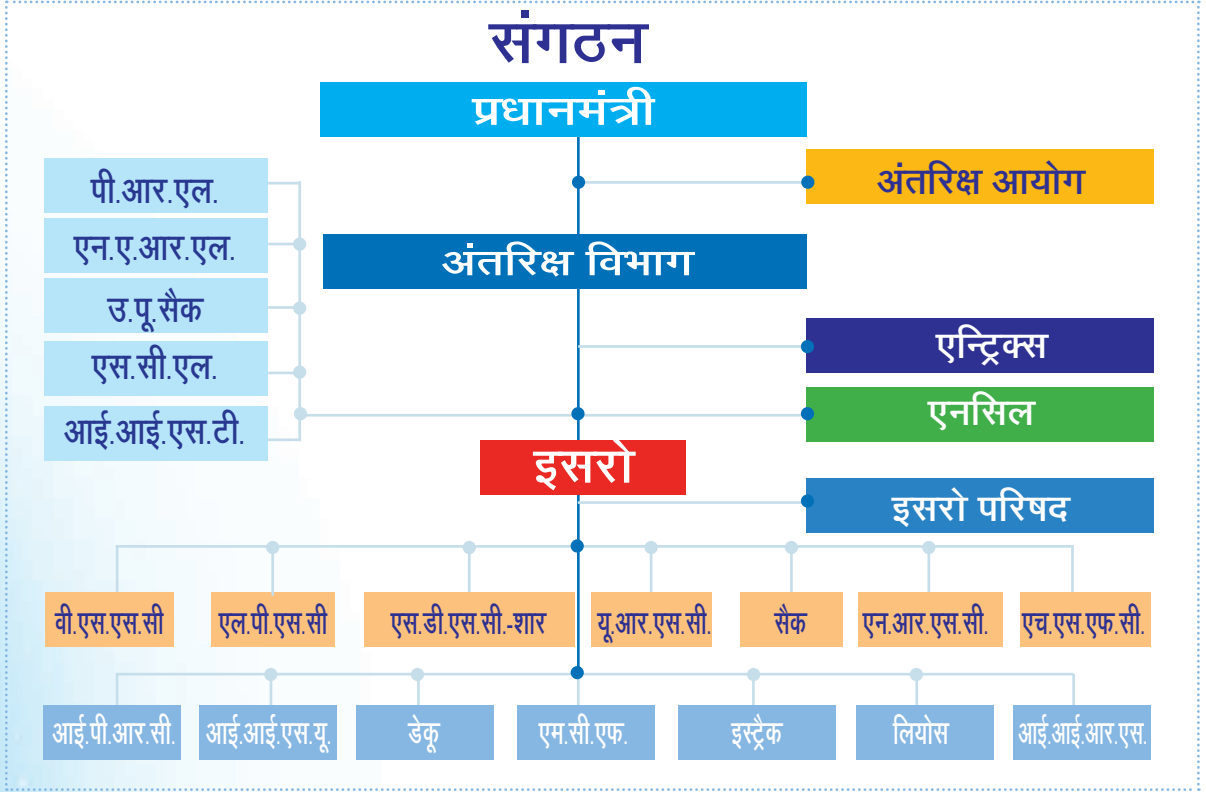 संगठन
प्रधानमंत्री
अंतरिक्ष आयोग
पी.आर.एल.
एन.ए.आर.एल.
उ.पू.सैक
एस.सी.एल.
आई.आई.एस.टी.
अंतरिक्ष विभाग
एन्ट्रिक्स
एनसिल
इसरो
इसरो परिषद
वी.एस.एस.सी
एल.पी.एस.सी
एस.डी.एस.सी.-शार
यू.आर.एस.सी.
सैक
एन.आर.एस.सी.
एच.एस.एफ.सी.
आई.पी.आर.सी.
आई.आई.एस.यू.
डेकू
एम.सी.एफ.
इस्ट्रैक
लियोस
आई.आई.आर.एस.